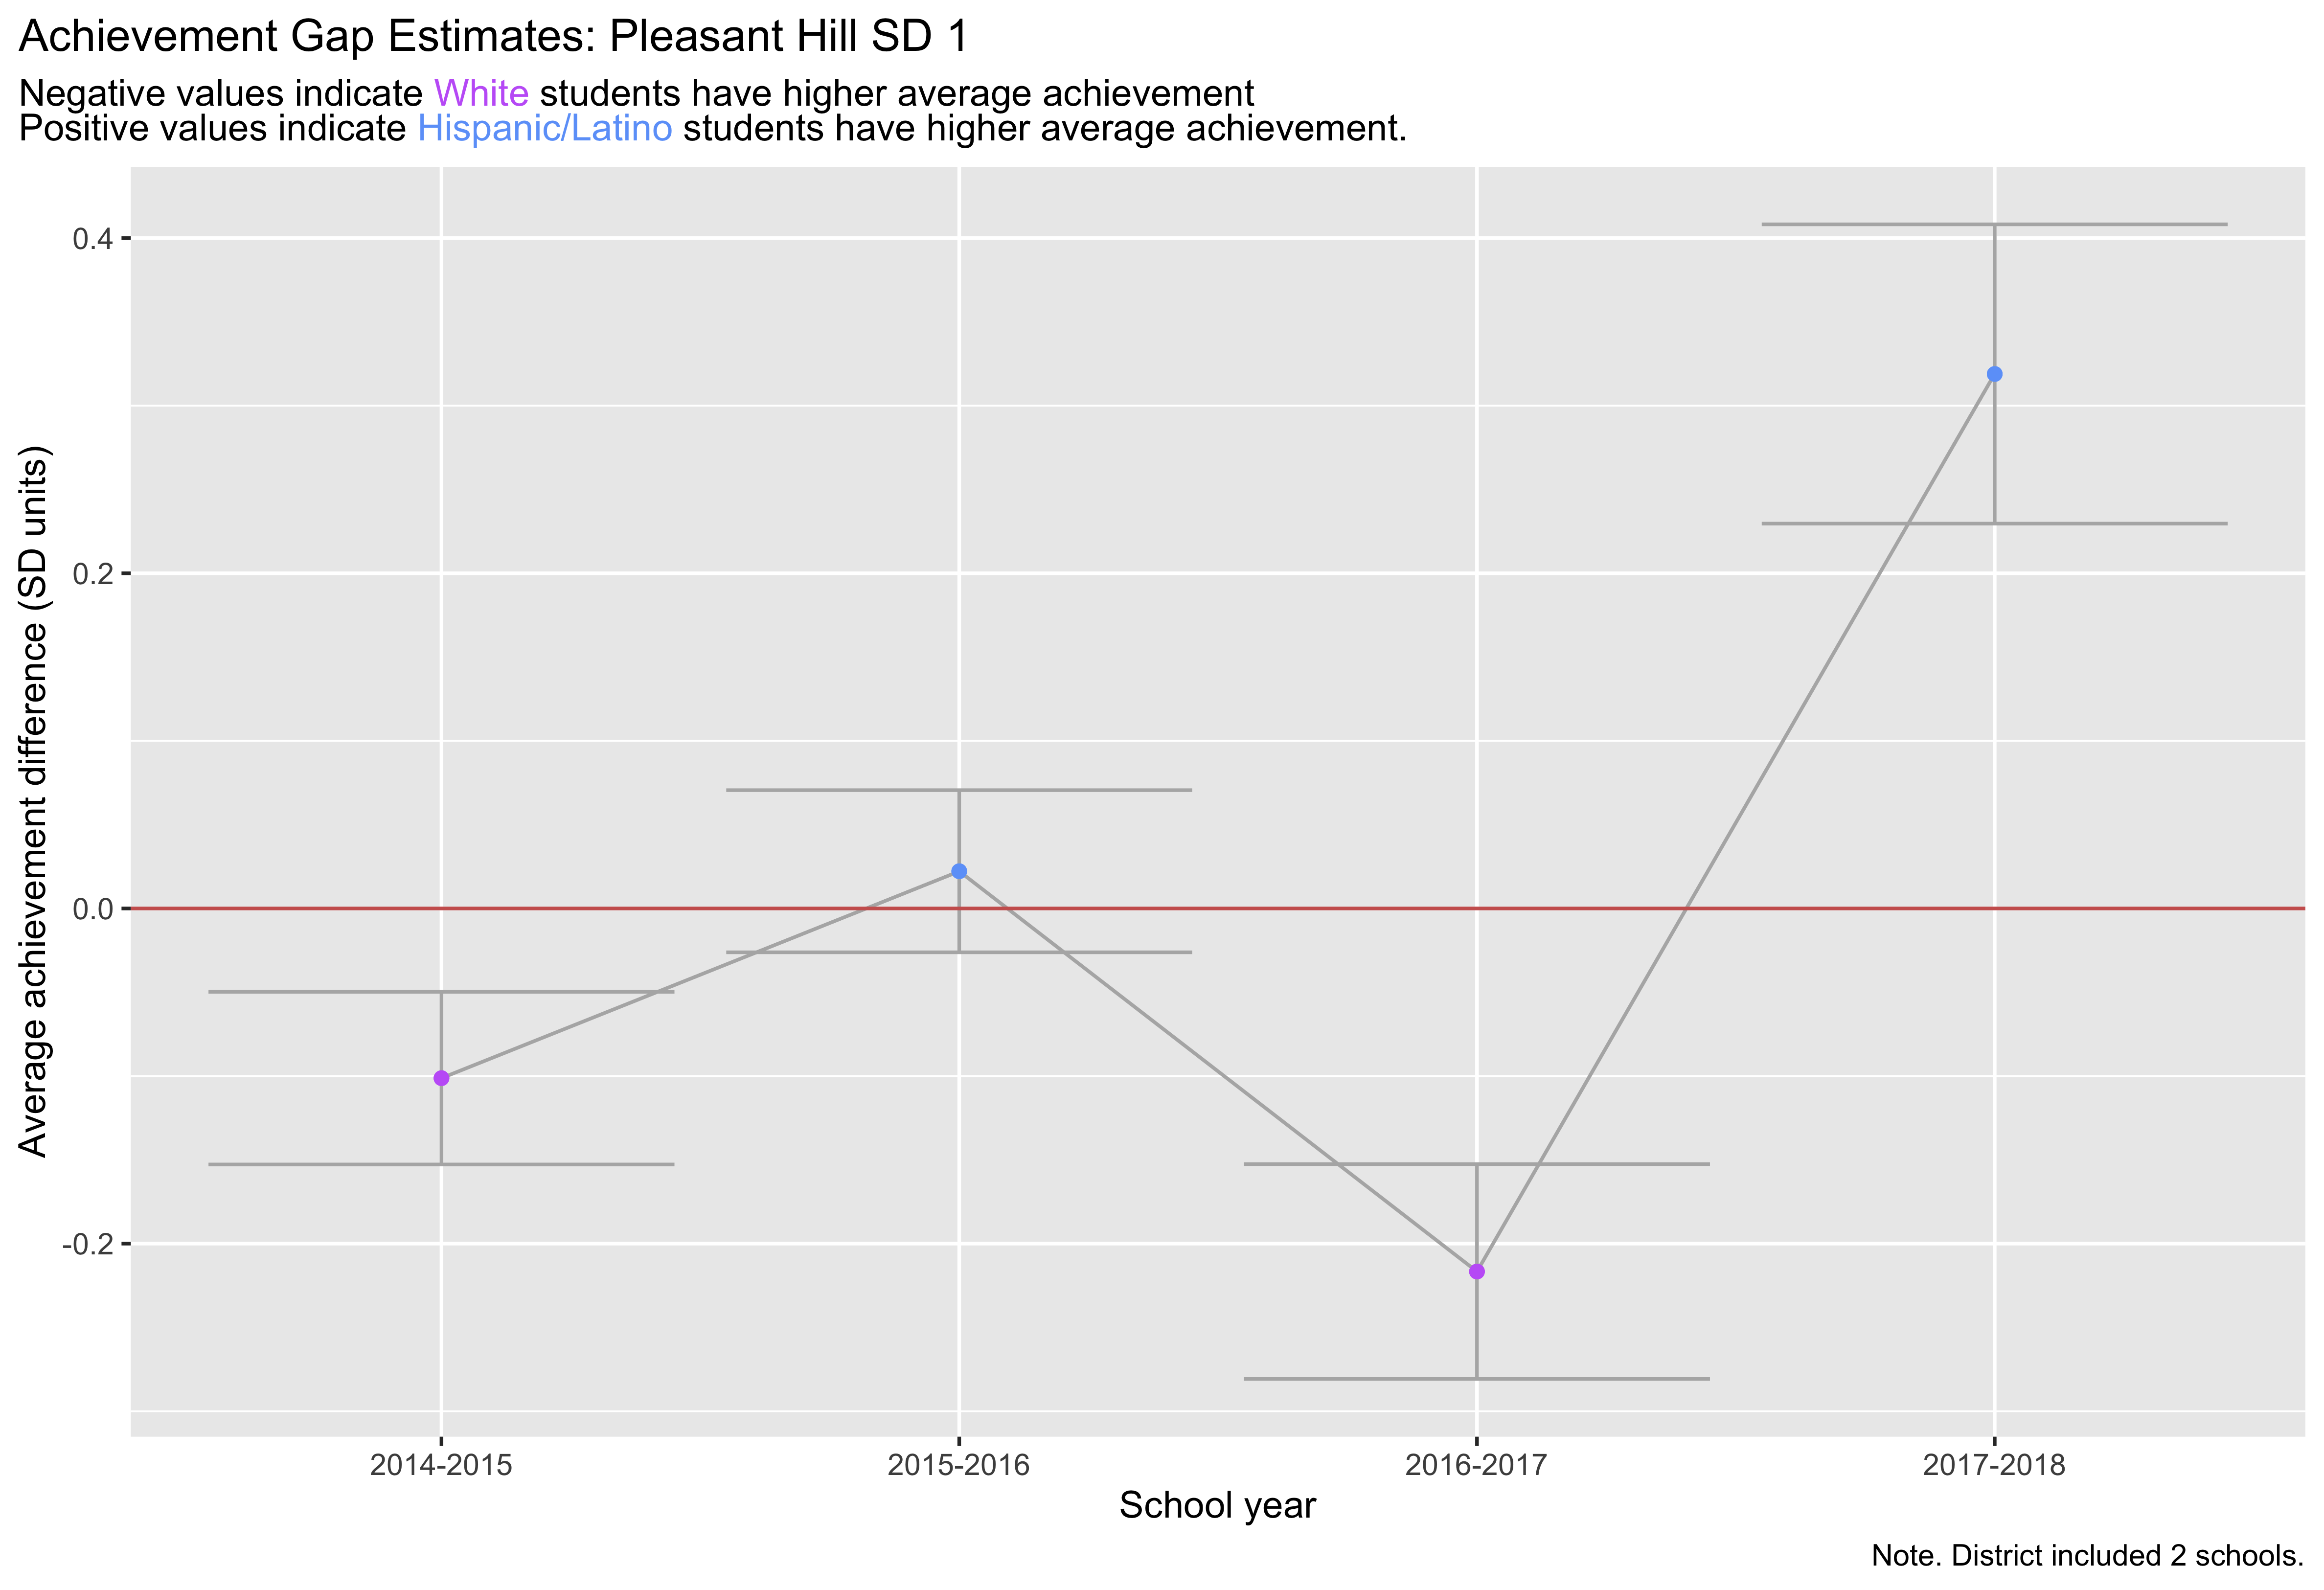 Achievement Gap Estimates: Pleasant Hill SD 1
Negative values indicate White students have higher average achievement
Positive values indicate Hispanic/Latino students have higher average achievement.
Average achievement difference (SD units)
0.4
0.2
0.0
-0.2
2014-2015
2015-2016
2016-2017
2017-2018
School year
Note. District included 2 schools.